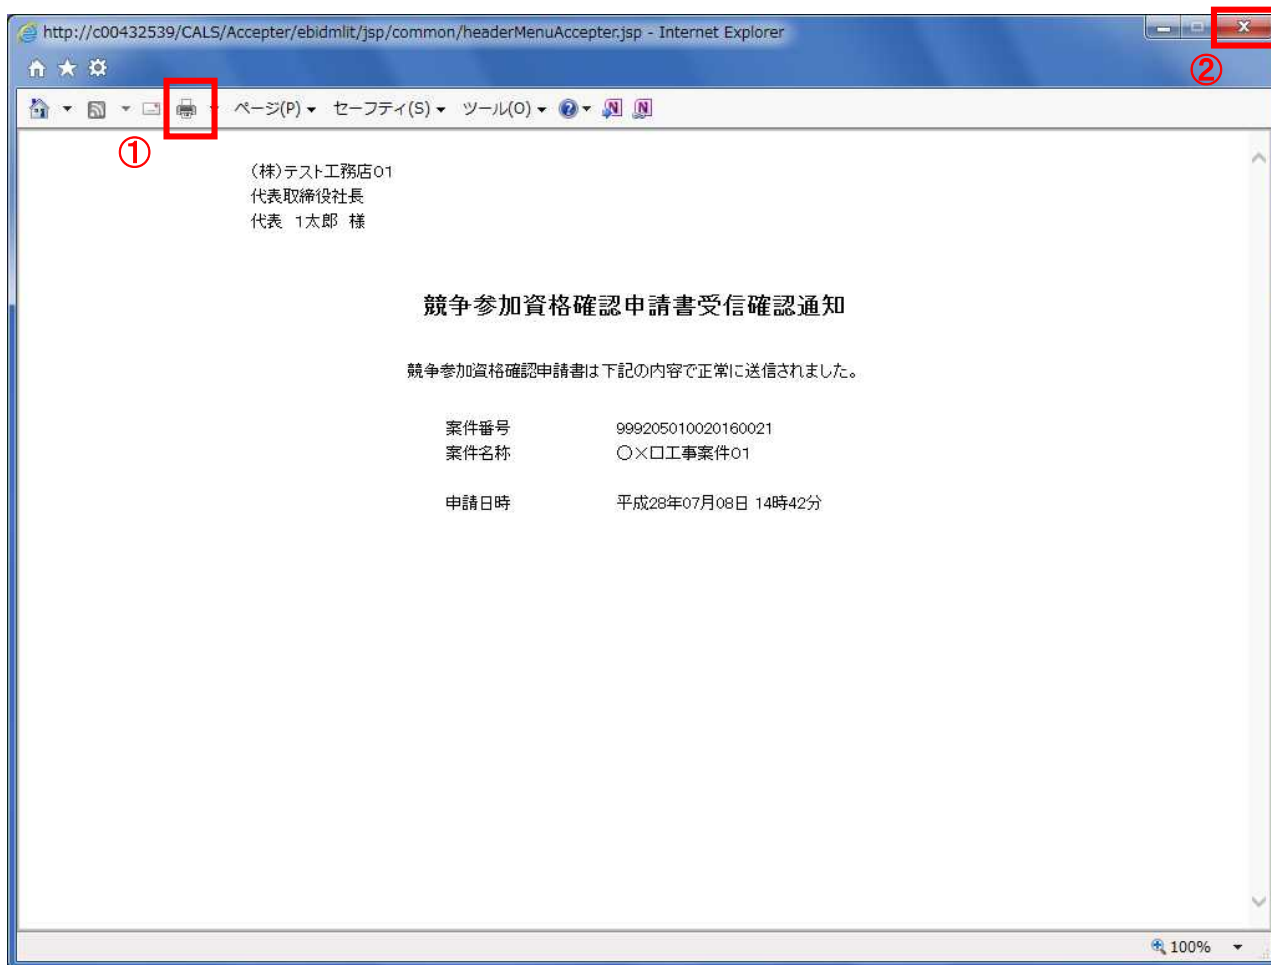 http://c00432539/CALS/Accepter/ebidmlit/jsp/common/headerMenuAccepter.jsp - Internet Explorer
②
ページ(P) セーフティ(S) ツール(O)
①
(株)テスト工務店01
代表取締役社長
代表 1太郎 様
競争参加資格確認申請書受信確認通知
競争参加資格確認申請書は下記の内容で正常に送信されました。
案件番号 999205010020160021
案件名称 〇×口工事案件01
申請日時 平成28年07月08日 14時42分
100%